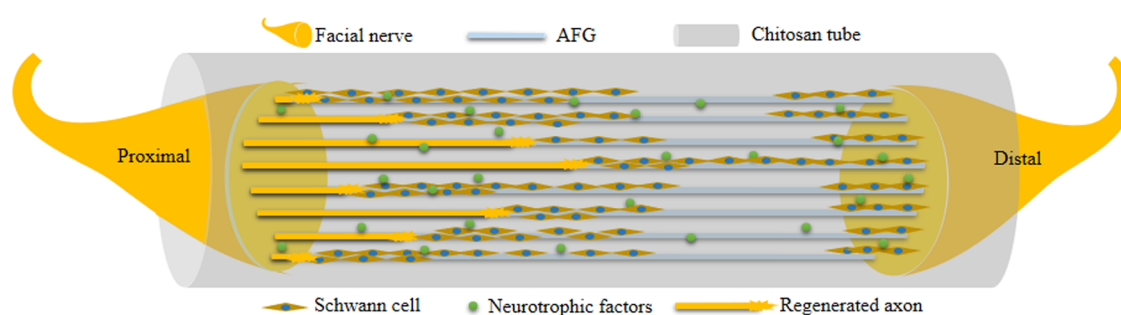 Facial nerve AFG Chitosan tube
Proximal Distal
Schwann cell Neurotrophic factors Regenerated axon